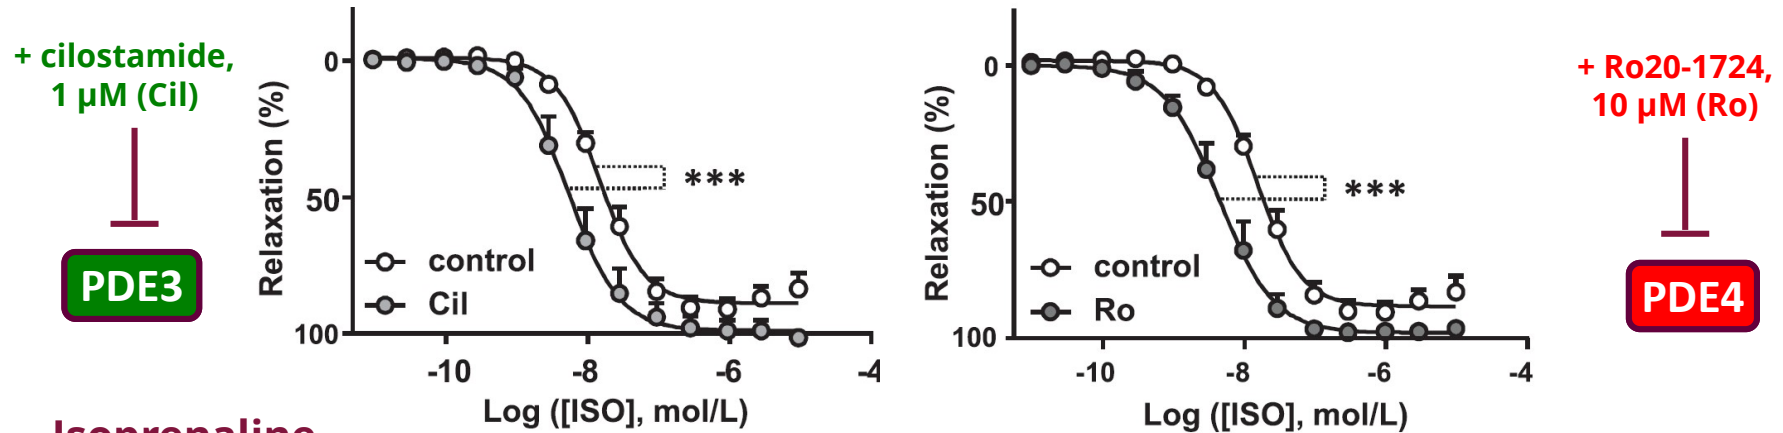 + cilostamide,
1 µM (Cil)
PDE3
Relaxation (%)
0
50
100
control
Cil
***
-10
-8
-6
-4
Log ([ISO], mol/L)
Relaxation (%)
0
50
100
control
Ro
***
-10
-8
-6
-4
Log ([ISO], mol/L)
+ Ro20-1724,
10 µM (Ro)
PDE4
Isoprenaline